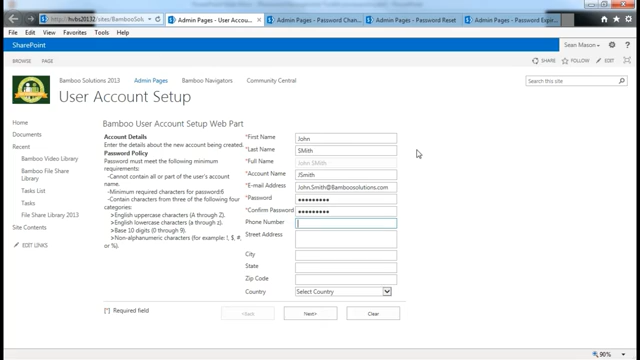 http://hvbs20132/sites/BambooSolu
Admin Pages - User Accou...
Admin Pages - Password Chan...
Admin Pages - Password Reset
Admin Pages - Password Expir...
File Edit View Favorites Tools Help
SharePoint
Sean Mason
BROWSE PAGE
SHARE FOLLOW EDIT
Bamboo Solutions 2013 Admin Pages Bamboo Navigators Community Central
Search this site
User Account Setup
Home
Documents
Recent
Bamboo Video Library
Bamboo File Share Library
Tasks List
Tasks
File Share Library 2013
Site Contents
EDIT LINKS
Bamboo User Account Setup Web Part
Account Details
Enter the details about the new account being created.
Password Policy
Password must meet the following minimum requirements:
- Cannot contain all or part of the user's account name.
- Minimum required characters for password:6
- Contain characters from three of the following four categories:
>English uppercase characters (A through Z)
>English lowercase characters (a through z)
>Base 10 digits (0 through 9)
>Non-alphanumeric characters (for example: !, $, #, or %).
*First Name John
*Last Name SMith
*Full Name John SMith
*Account Name JSmith
*E-mail Address John.Smith@Bamboosolutions.com
*Password •••••••••
*Confirm Password •••••••••
Phone Number
Street Address
City
State
Zip Code
Country Select Country
[*] Required field
<Back
Next>
Clear
90%